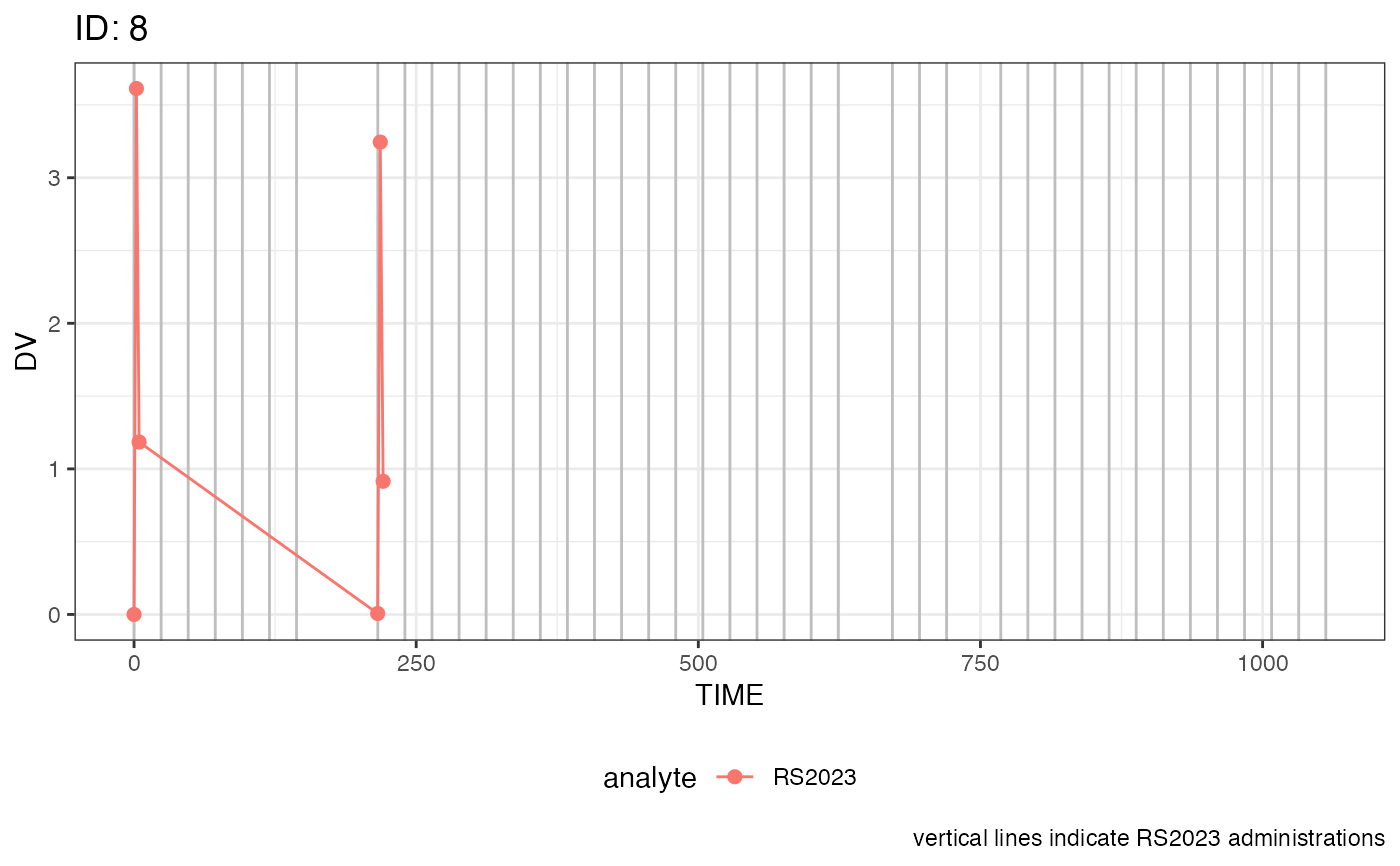 ID: 8
DV
3
2
1
0
0 250 500 750 1000
TIME
analyte RS2023
vertical lines indicate RS2023 administrations